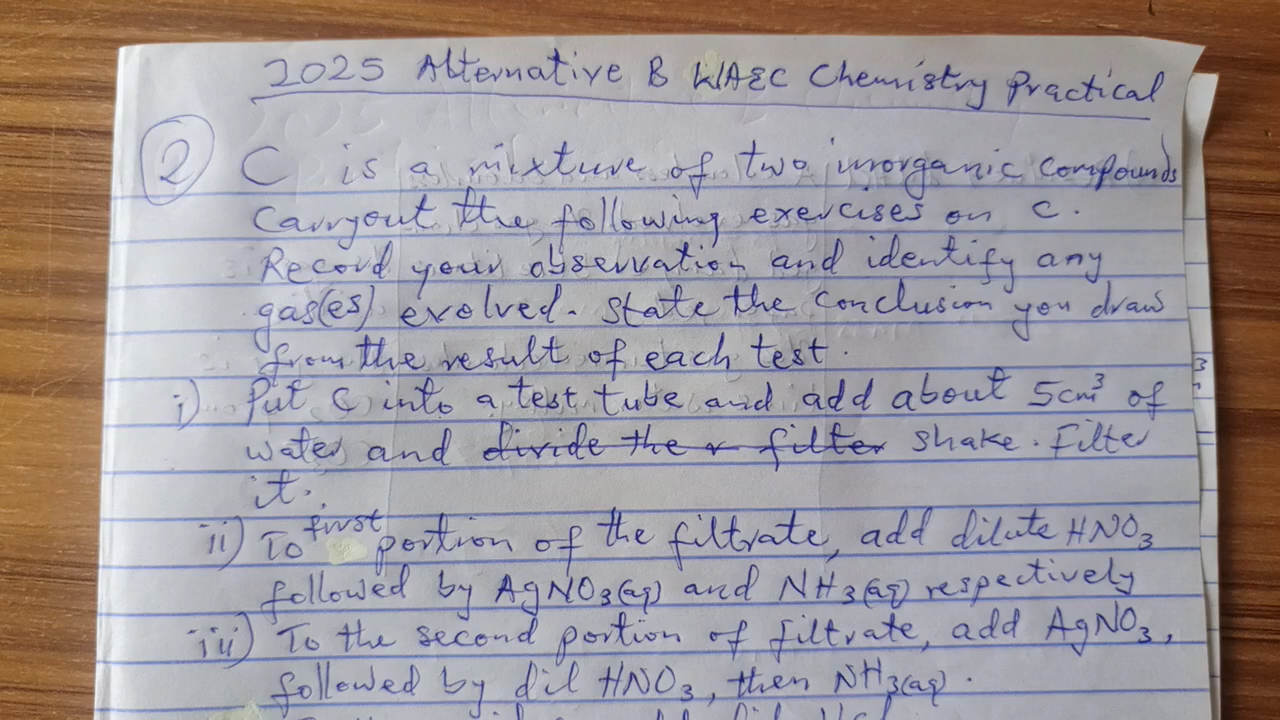 2025 Alternative B WAEC Chemistry Practical
② C is a mixture of two inorganic compounds
Carryout the following exercises on C.
Record your observation and identify any
gas(es) evolved. State the conclusion you draw
from the result of each test.
i) Put C into a test tube and add about 5cm³ of
water and divide the r filter shake. Filter
it.
ii) To first portion of the filtrate, add dilute HNO₃
followed by AgNO₃(aq) and NH₃(aq) respectively
iii) To the second portion of filtrate, add AgNO₃,
followed by dil HNO₃, then NH₃(aq).